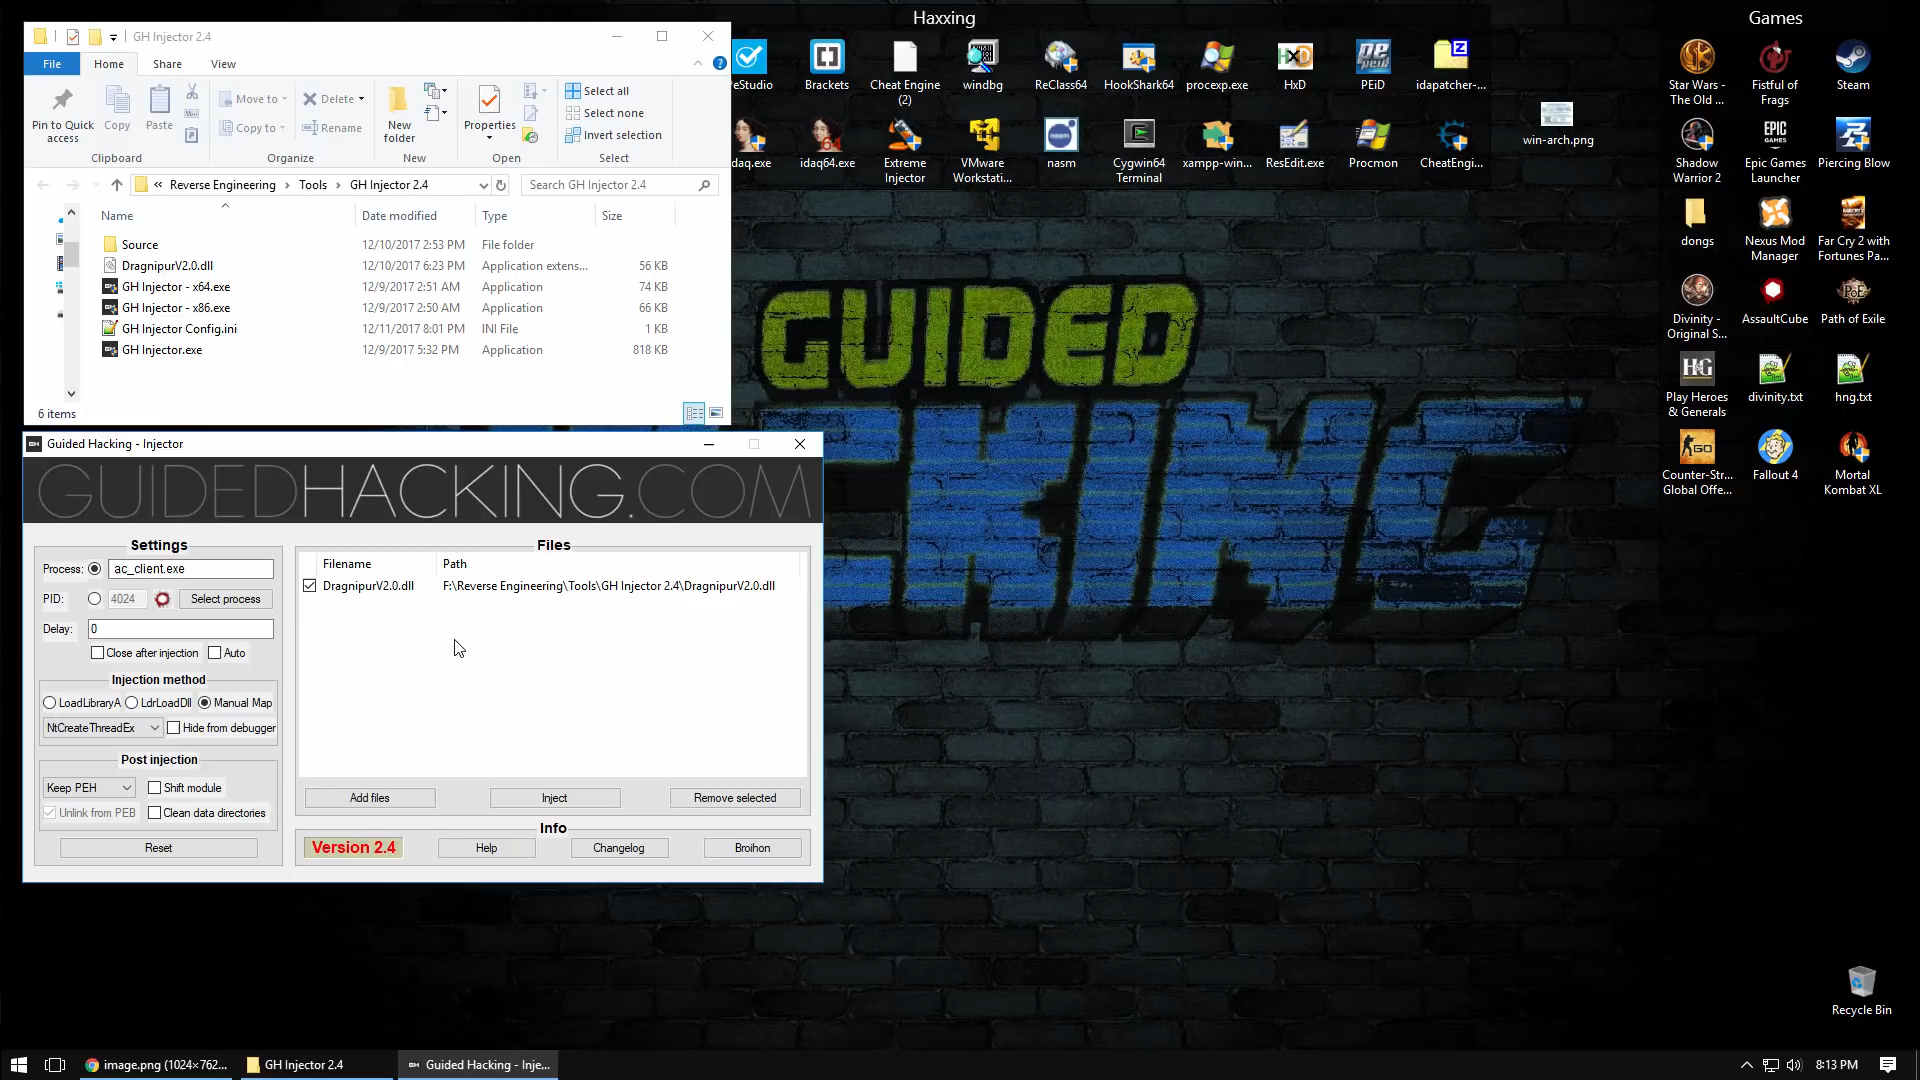 Haxxing
Games
GH Injector 2.4
File
Home
Share
View
Pin to Quick
access
Copy
Paste
Clipboard
Move to
Copy to
Delete
Rename
Organize
New
folder
New
Properties
Open
Select all
Select none
Invert selection
Select
« Reverse Engineering > Tools > GH Injector 2.4
Search GH Injector 2.4
Name
Date modified
Type
Size
Source
12/10/2017 2:53 PM
File folder
DragnipurV2.0.dll
12/10/2017 6:23 PM
Application extens...
56 KB
GH Injector - x64.exe
12/9/2017 2:51 AM
Application
74 KB
GH Injector - x86.exe
12/9/2017 2:50 AM
Application
66 KB
GH Injector Config.ini
12/11/2017 8:01 PM
INI File
1 KB
GH Injector.exe
12/9/2017 5:32 PM
Application
818 KB
6 items
eStudio
Brackets
Cheat Engine
(2)
windbg
ReClass64
HookShark64
procexp.exe
HxD
PEiD
idapatcher-...
daq.exe
idaq64.exe
Extreme
Injector
VMware
Workstati...
nasm
Cygwin64
Terminal
xampp-win...
ResEdit.exe
Procmon
CheatEngi...
win-arch.png
Star Wars -
The Old ...
Fistful of
Frags
Steam
Shadow
Warrior 2
Epic Games
Launcher
Piercing Blow
dongs
Nexus Mod
Manager
Far Cry 2 with
Fortunes Pa...
Divinity -
Original S...
AssaultCube
Path of Exile
Play Heroes
& Generals
divinity.txt
hng.txt
Counter-Str...
Global Offe...
Fallout 4
Mortal
Kombat XL
GUIDED
CKING
Guided Hacking - Injector
GUIDEDHACKING.COM
Settings
Process:
ac_client.exe
PID:
4024
Select process
Delay:
0
Close after injection
Auto
Injection method
LoadLibraryA
LdrLoadDll
Manual Map
NtCreateThreadEx
Hide from debugger
Post injection
Keep PEH
Shift module
Unlink from PEB
Clean data directories
Reset
Files
Filename
Path
DragnipurV2.0.dll
F:\Reverse Engineering\Tools\GH Injector 2.4\DragnipurV2.0.dll
Add files
Inject
Remove selected
Info
Version 2.4
Help
Changelog
Broihon
Recycle Bin
image.png (1024×762...
GH Injector 2.4
Guided Hacking - Inje...
8:13 PM